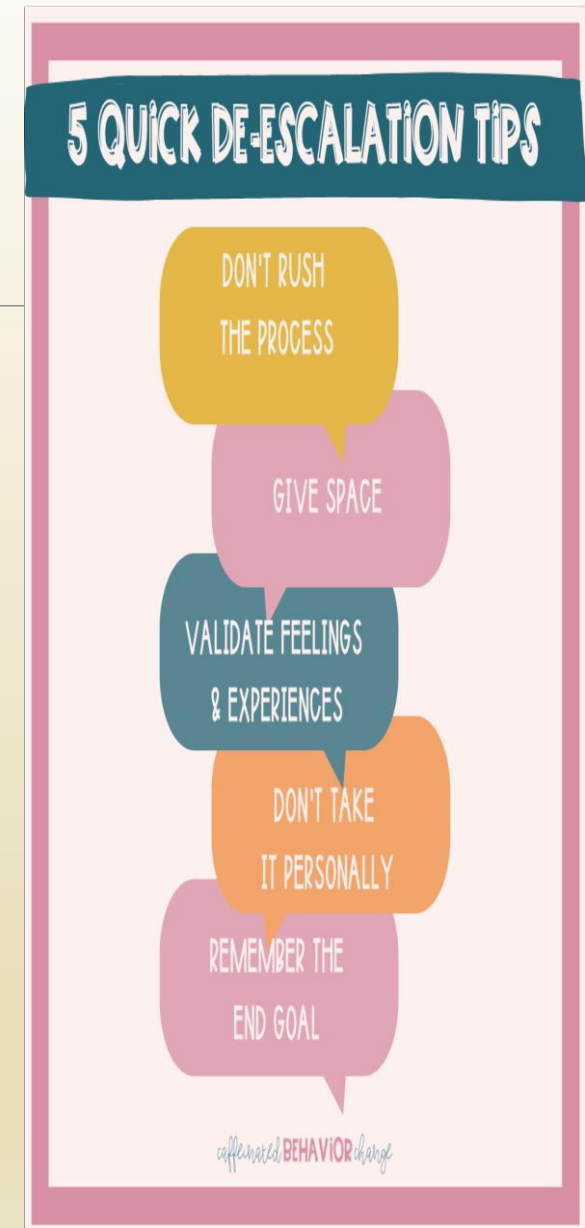 5 QUiCK DE-ESCALATiON TiPS
DON'T RUSH
THE PROCESS
GIVE SPACE
VALIDATE FEELINGS
& EXPERIENCES
DON'T TAKE
IT PERSONALLY
REMEMBER THE
END GOAL
caffeinated BEHAViOR change